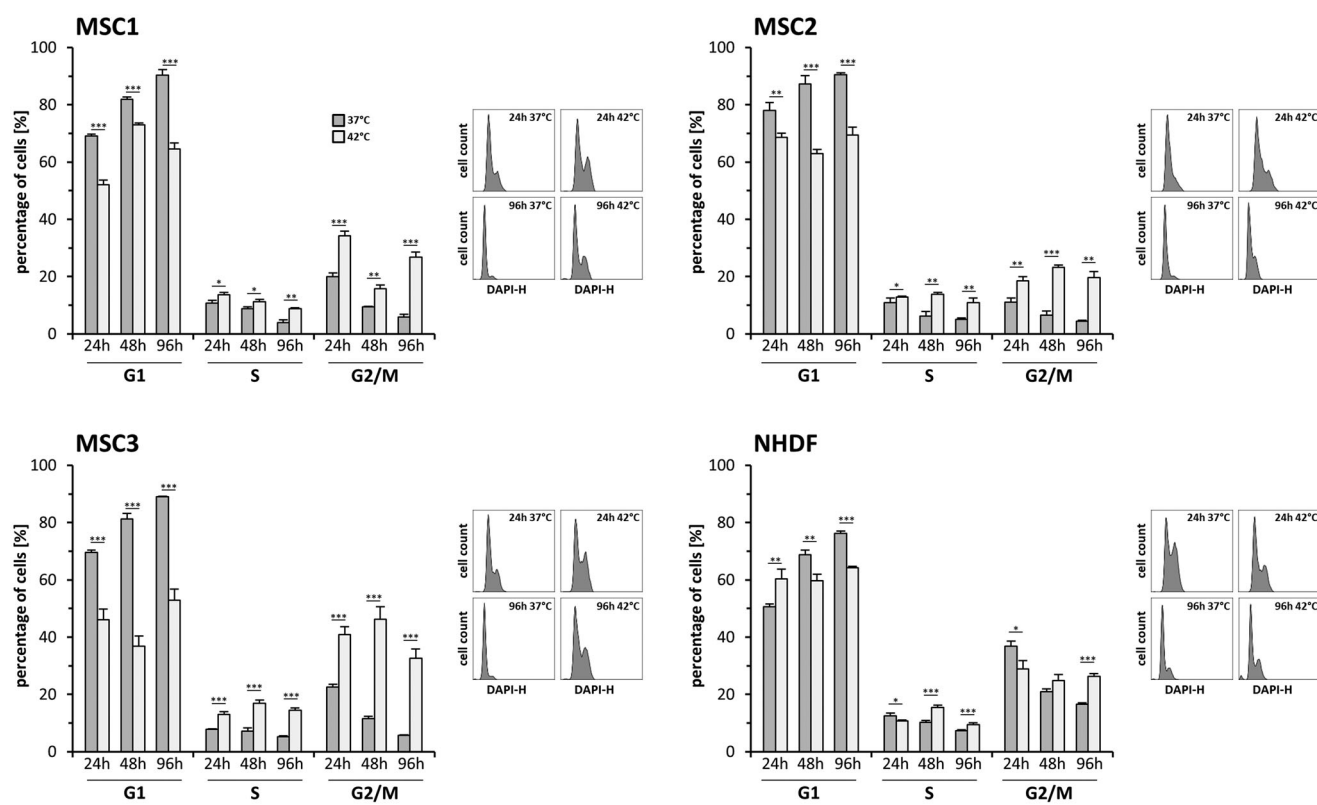 MSC1
percentage of cells [%]
100
80
60
40
20
0
*** *** ***
* * **
*** ** ***
37°C
42°C
24h 48h 96h 24h 48h 96h 24h 48h 96h
G1 S G2/M
cell count
24h 37°C 24h 42°C
cell count
96h 37°C 96h 42°C
DAPI-H DAPI-H
MSC2
percentage of cells [%]
100
80
60
40
20
0
** *** ***
* ** **
** *** **
24h 48h 96h 24h 48h 96h 24h 48h 96h
G1 S G2/M
cell count
24h 37°C 24h 42°C
cell count
96h 37°C 96h 42°C
DAPI-H DAPI-H
MSC3
percentage of cells [%]
100
80
60
40
20
0
*** *** ***
*** *** ***
*** *** ***
24h 48h 96h 24h 48h 96h 24h 48h 96h
G1 S G2/M
cell count
24h 37°C 24h 42°C
cell count
96h 37°C 96h 42°C
DAPI-H DAPI-H
NHDF
percentage of cells [%]
100
80
60
40
20
0
** ** ***
* *** ***
* ***
24h 48h 96h 24h 48h 96h 24h 48h 96h
G1 S G2/M
cell count
24h 37°C 24h 42°C
cell count
96h 37°C 96h 42°C
DAPI-H DAPI-H